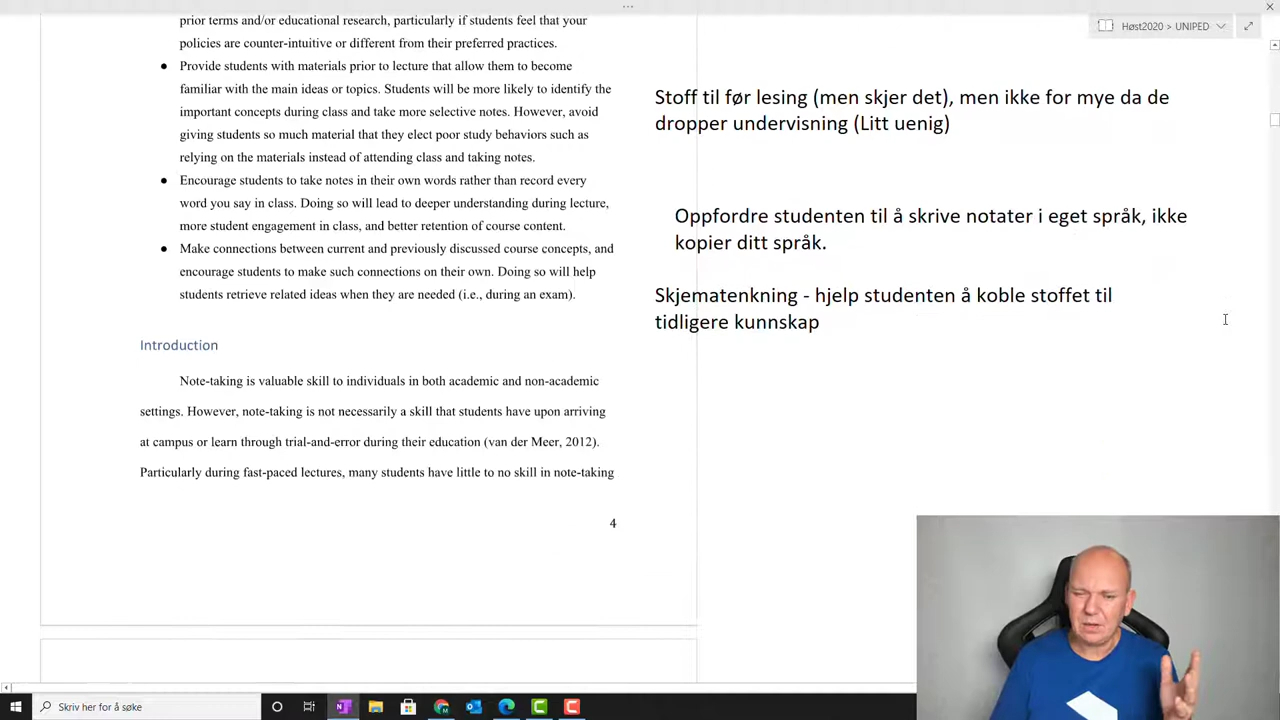 Høst2020 > UNIPED
prior terms and/or educational research, particularly if students feel that your
policies are counter-intuitive or different from their preferred practices.
● Provide students with materials prior to lecture that allow them to become
familiar with the main ideas or topics. Students will be more likely to identify the
important concepts during class and take more selective notes. However, avoid
giving students so much material that they elect poor study behaviors such as
relying on the materials instead of attending class and taking notes.
● Encourage students to take notes in their own words rather than record every
word you say in class. Doing so will lead to deeper understanding during lecture,
more student engagement in class, and better retention of course content.
● Make connections between current and previously discussed course concepts, and
encourage students to make such connections on their own. Doing so will help
students retrieve related ideas when they are needed (i.e., during an exam).
Introduction
Note-taking is valuable skill to individuals in both academic and non-academic
settings. However, note-taking is not necessarily a skill that students have upon arriving
at campus or learn through trial-and-error during their education (van der Meer, 2012).
Particularly during fast-paced lectures, many students have little to no skill in note-taking
4
Stoff til før lesing (men skjer det), men ikke for mye da de
dropper undervisning (Litt uenig)
Oppfordre studenten til å skrive notater i eget språk, ikke
kopier ditt språk.
Skjematenkning - hjelp studenten å koble stoffet til
tidligere kunnskap
Skriv her for å søke